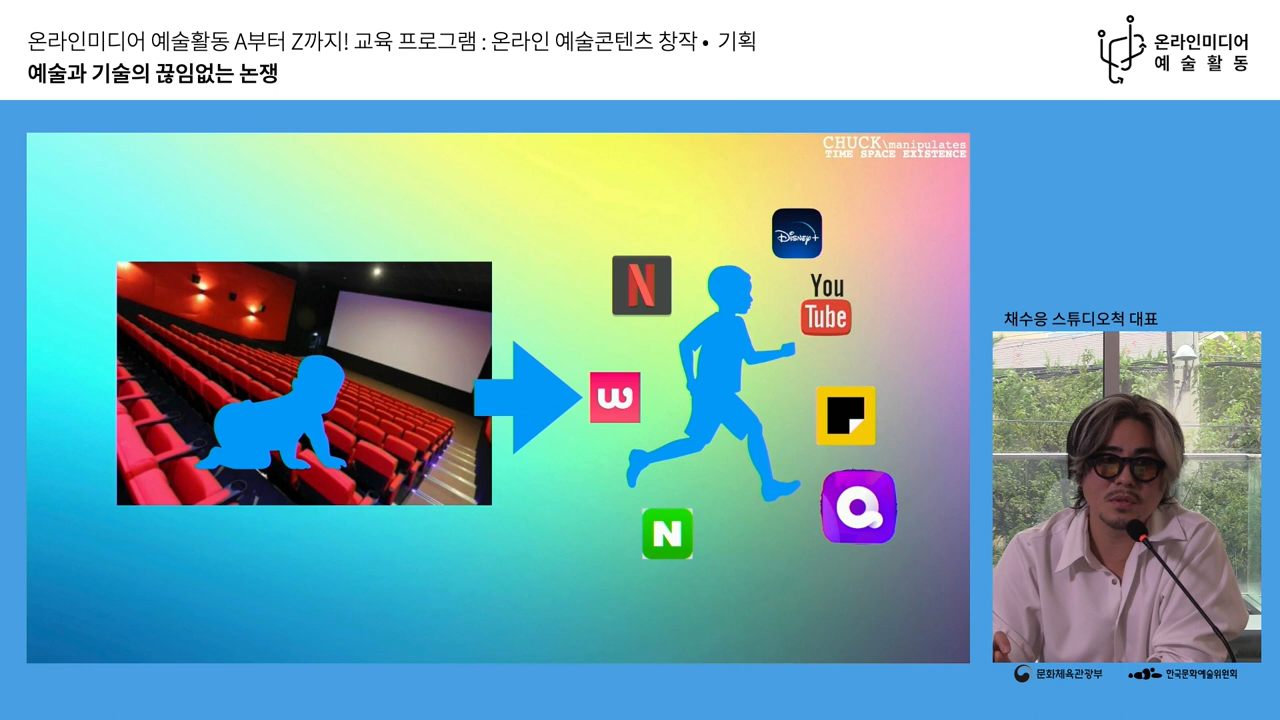 온라인미디어 예술활동 A부터 Z까지! 교육 프로그램 : 온라인 예술콘텐츠 창작 • 기획
예술과 기술의 끊임없는 논쟁
온라인미디어
예술활동
CHUCK\manipulates
TIME SPACE EXISTENCE
Disney+
N
You
Tube
W
Q
N
채수응 스튜디오척 대표
문화체육관광부
한국문화예술위원회